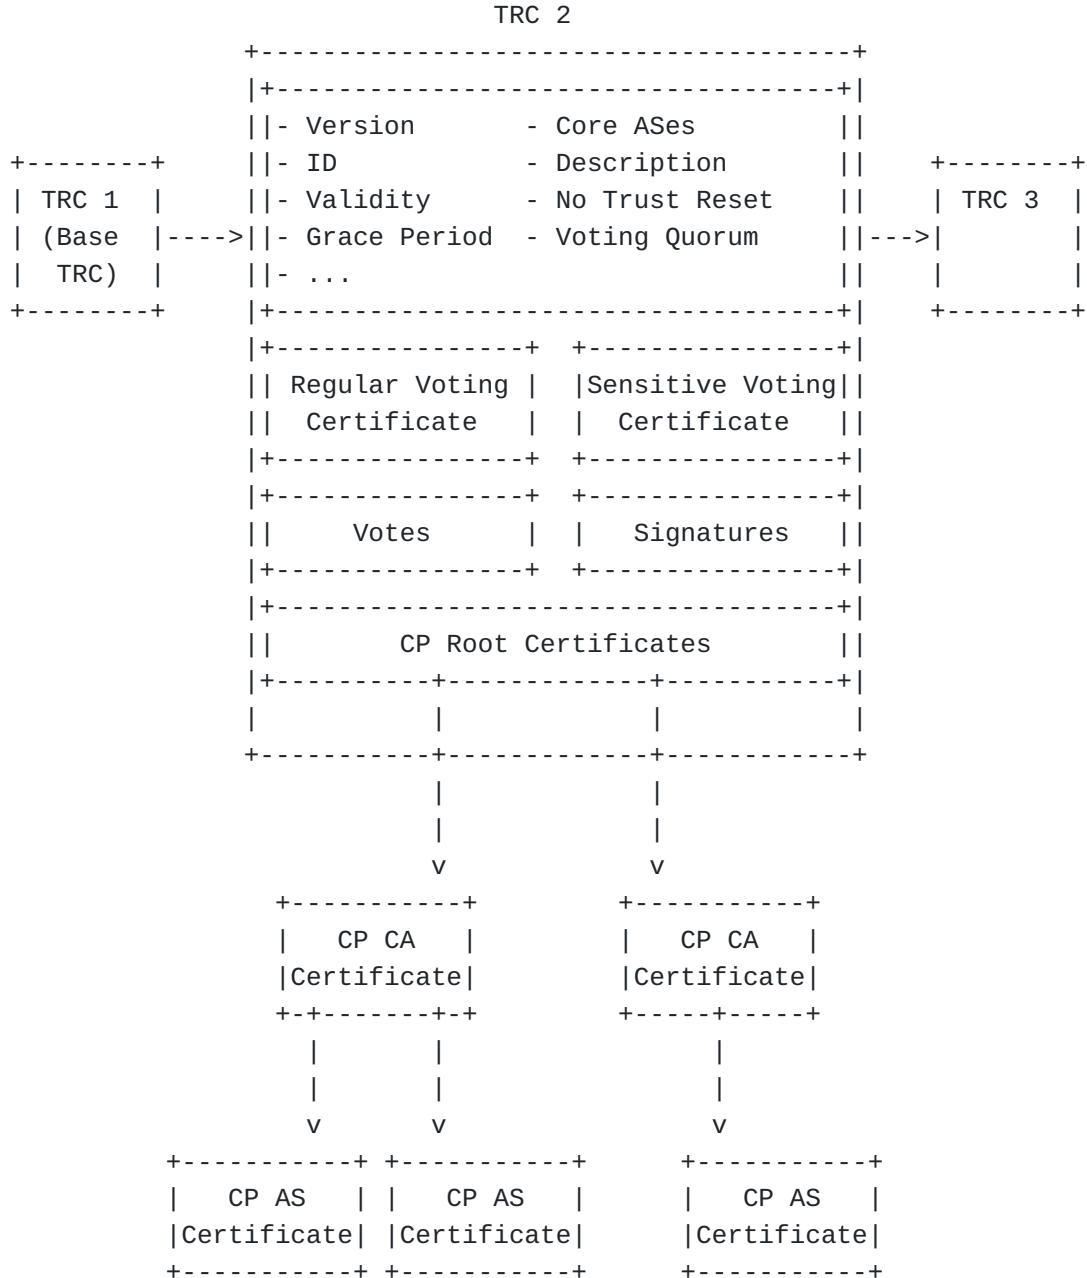 TRC 2
- Version - Core ASes
- ID - Description
TRC 1 - Validity - No Trust Reset TRC 3
(Base - Grace Period - Voting Quorum
TRC) - ...
Regular Voting Sensitive Voting
Certificate Certificate
Votes Signatures
CP Root Certificates
CP CA CP CA
Certificate Certificate
CP AS CP AS CP AS
Certificate Certificate Certificate